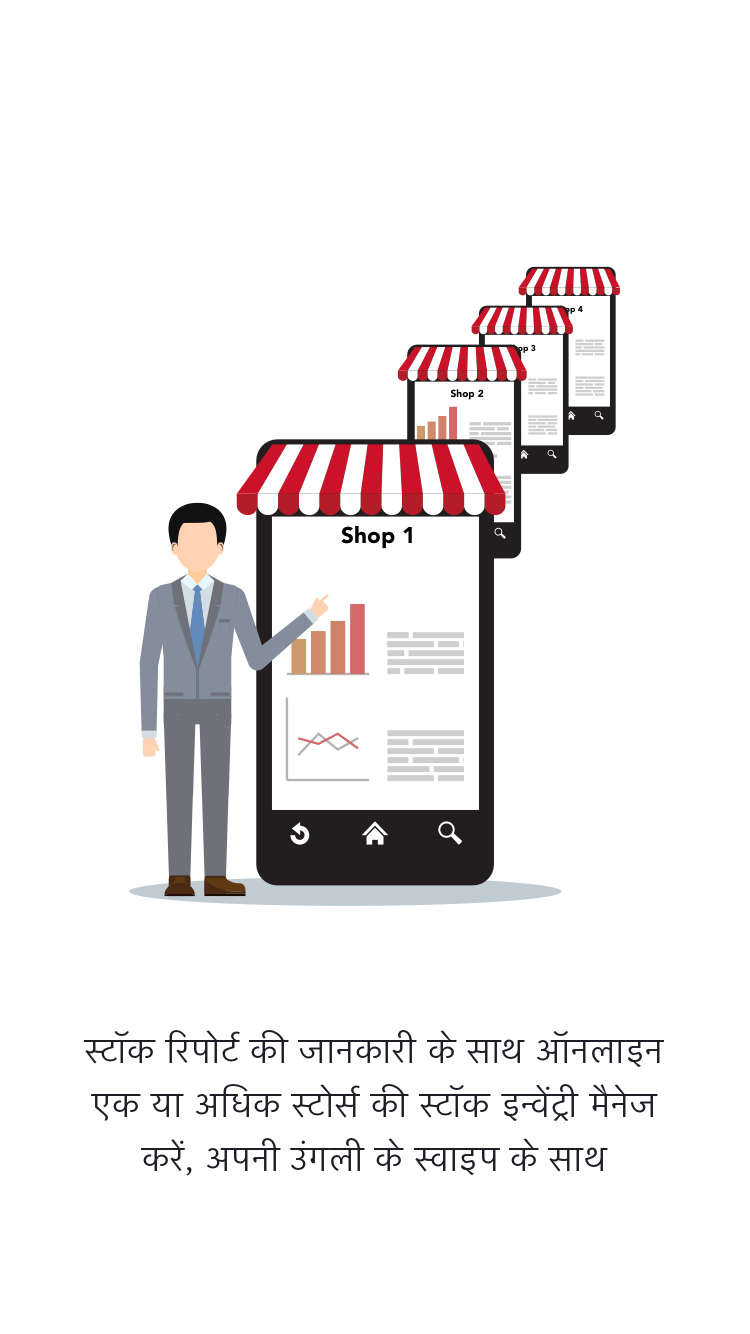 op 4
op 3
Shop 2
Shop 1
स्टॉक रिपोर्ट की जानकारी के साथ ऑनलाइन
एक या अधिक स्टोर्स की स्टॉक इन्वेंट्री मैनेज
करें, अपनी उंगली के स्वाइप के साथ